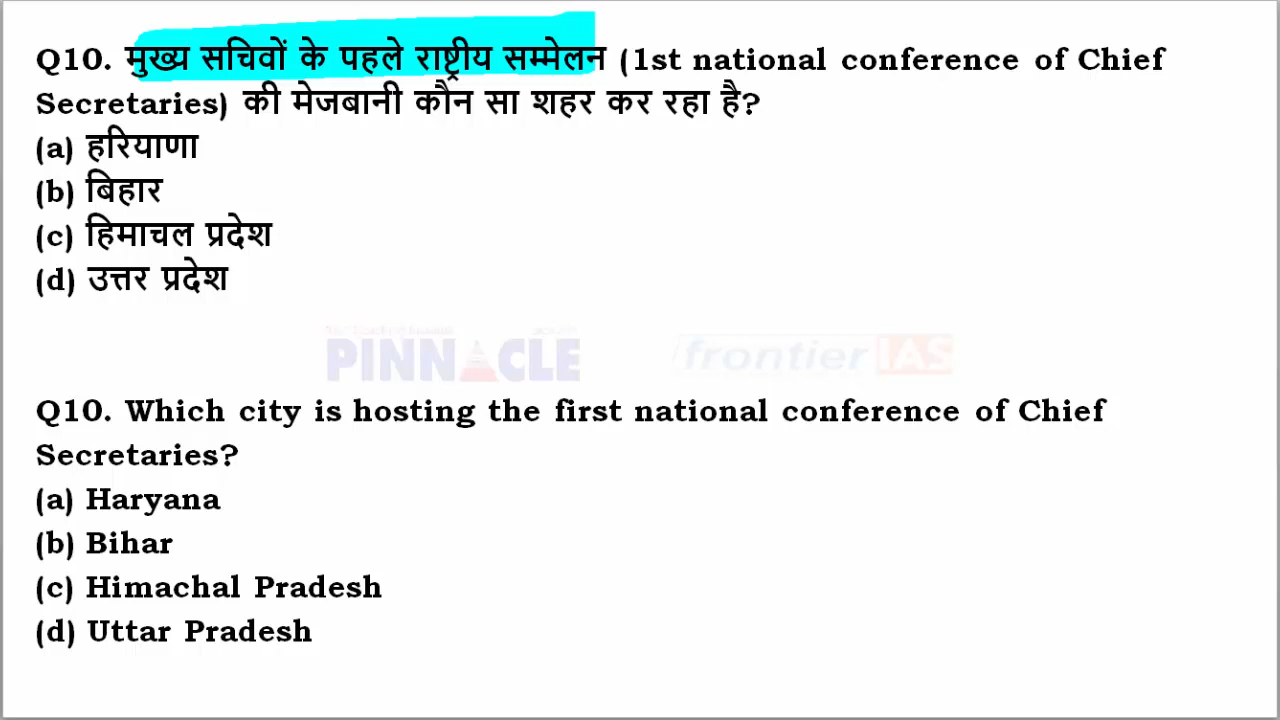 Q10. मुख्य सचिवों के पहले राष्ट्रीय सम्मेलन (1st national conference of Chief
Secretaries) की मेजबानी कौन सा शहर कर रहा है?
(a) हरियाणा
(b) बिहार
(c) हिमाचल प्रदेश
(d) उत्तर प्रदेश
PINNACLE frontier IAS
Q10. Which city is hosting the first national conference of Chief
Secretaries?
(a) Haryana
(b) Bihar
(c) Himachal Pradesh
(d) Uttar Pradesh